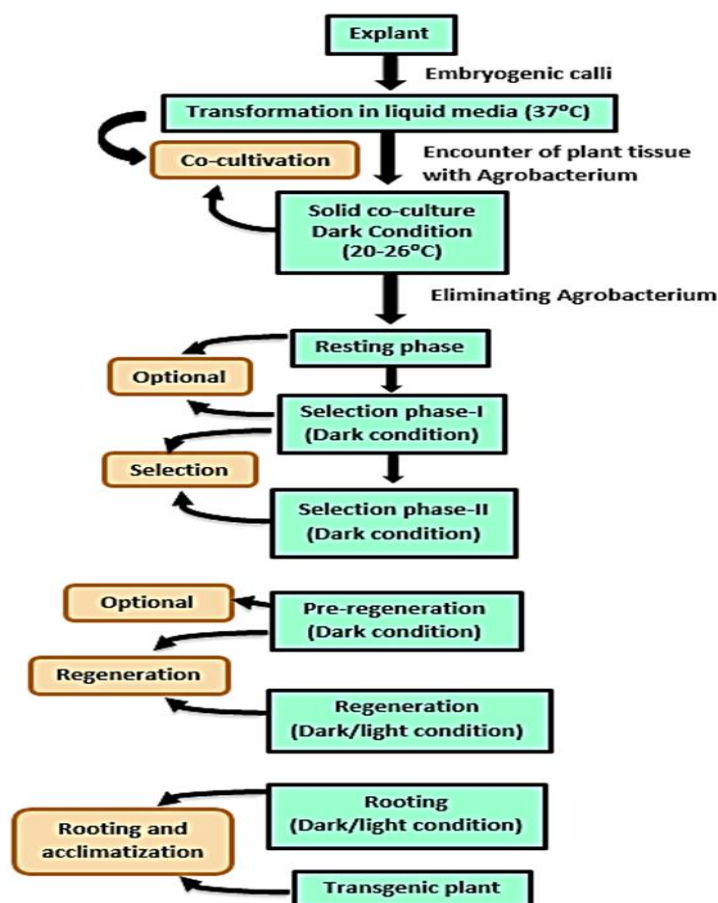 Explant
Embryogenic calli
Transformation in liquid media (37°C)
Co-cultivation
Encounter of plant tissue
with Agrobacterium
Solid co-culture
Dark Condition
(20-26°C)
Eliminating Agrobacterium
Resting phase
Optional
Selection phase-I
(Dark condition)
Selection
Selection phase-II
(Dark condition)
Optional
Pre-regeneration
(Dark condition)
Regeneration
Regeneration
(Dark/light condition)
Rooting
(Dark/light condition)
Rooting and
acclimatization
Transgenic plant